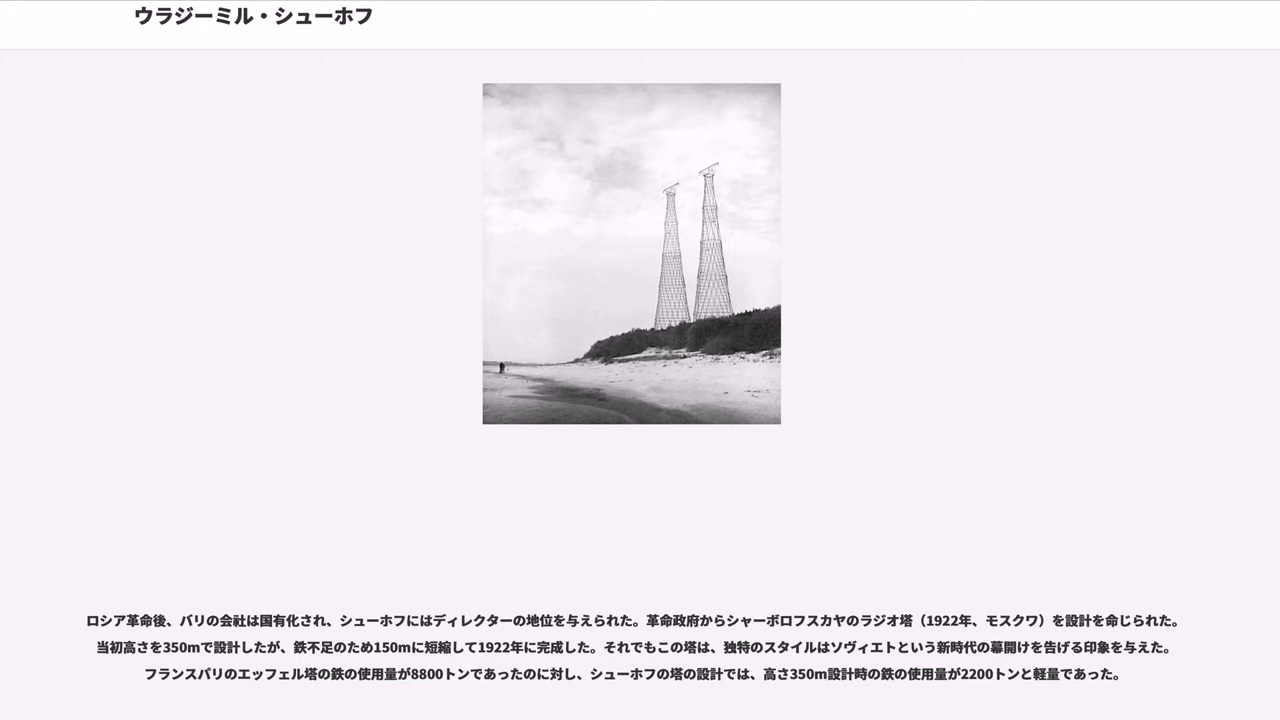 ウラジーミル・シューホフ
ロシア革命後、バリの会社は国有化され、シューホフにはディレクターの地位を与えられた。革命政府からシャーボロフスカヤのラジオ塔（1922年、モスクワ）を設計を命じられた。
当初高さを350mで設計したが、鉄不足のため150mに短縮して1922年に完成した。それでもこの塔は、独特のスタイルはソヴィエトという新時代の幕開けを告げる印象を与えた。
フランスパリのエッフェル塔の鉄の使用量が8800トンであったのに対し、シューホフの塔の設計では、高さ350m設計時の鉄の使用量が2200トンと軽量であった。